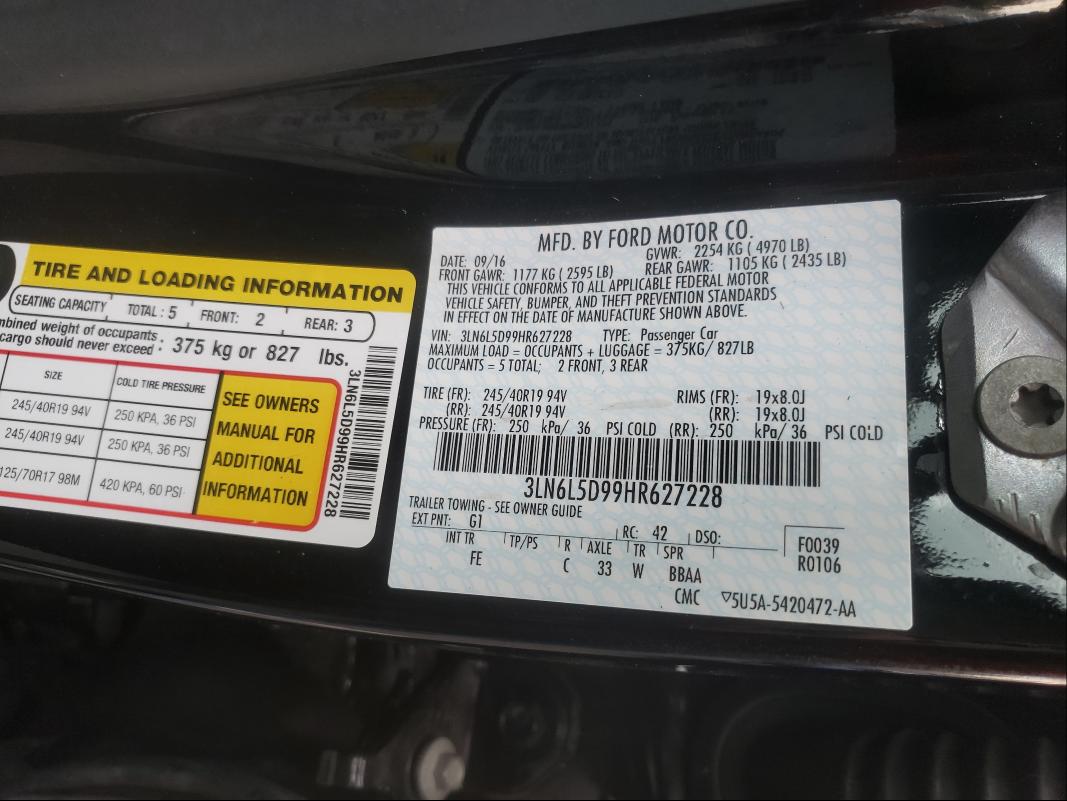 TIRE AND LOADING INFORMATION
SEATING CAPACITY TOTAL : 5 FRONT: 2 REAR: 3
weight of occupants
cargo should never exceed : 375 kg or 827 lbs.
SIZE COLD TIRE PRESSURE
245/40R19 94V 250 KPA, 36 PSI
245/40R19 94V 250 KPA, 36 PSI
125/70R17 98M 420 KPA, 60 PSI
SEE OWNERS
MANUAL FOR
ADDITIONAL
INFORMATION
3LN6L5D99HR627228
MFD. BY FORD MOTOR CO.
DATE: 09/16 GVWR: 2254 KG ( 4970 LB)
FRONT GAWR: 1177 KG ( 2595 LB) REAR GAWR: 1105 KG ( 2435 LB)
THIS VEHICLE CONFORMS TO ALL APPLICABLE FEDERAL MOTOR
VEHICLE SAFETY, BUMPER, AND THEFT PREVENTION STANDARDS
IN EFFECT ON THE DATE OF MANUFACTURE SHOWN ABOVE.
VIN: 3LN6L5D99HR627228 TYPE: Passenger Car
MAXIMUM LOAD = OCCUPANTS + LUGGAGE = 375KG/ 827LB
OCCUPANTS = 5 TOTAL; 2 FRONT, 3 REAR
TIRE (FR): 245/40R19 94V RIMS (FR): 19x8.0J
(RR): 245/40R19 94V (RR): 19x8.0J
PRESSURE (FR): 250 kPa/ 36 PSI COLD (RR): 250 kPa/ 36 PSI COLD
3LN6L5D99HR627228
TRAILER TOWING - SEE OWNER GUIDE
EXT PNT: G1 RC: 42 DSO:
INT TR TP/PS R AXLE TR SPR
FE C 33 W BBAA
F0039
R0106
CMC ▽5U5A-5420472-AA